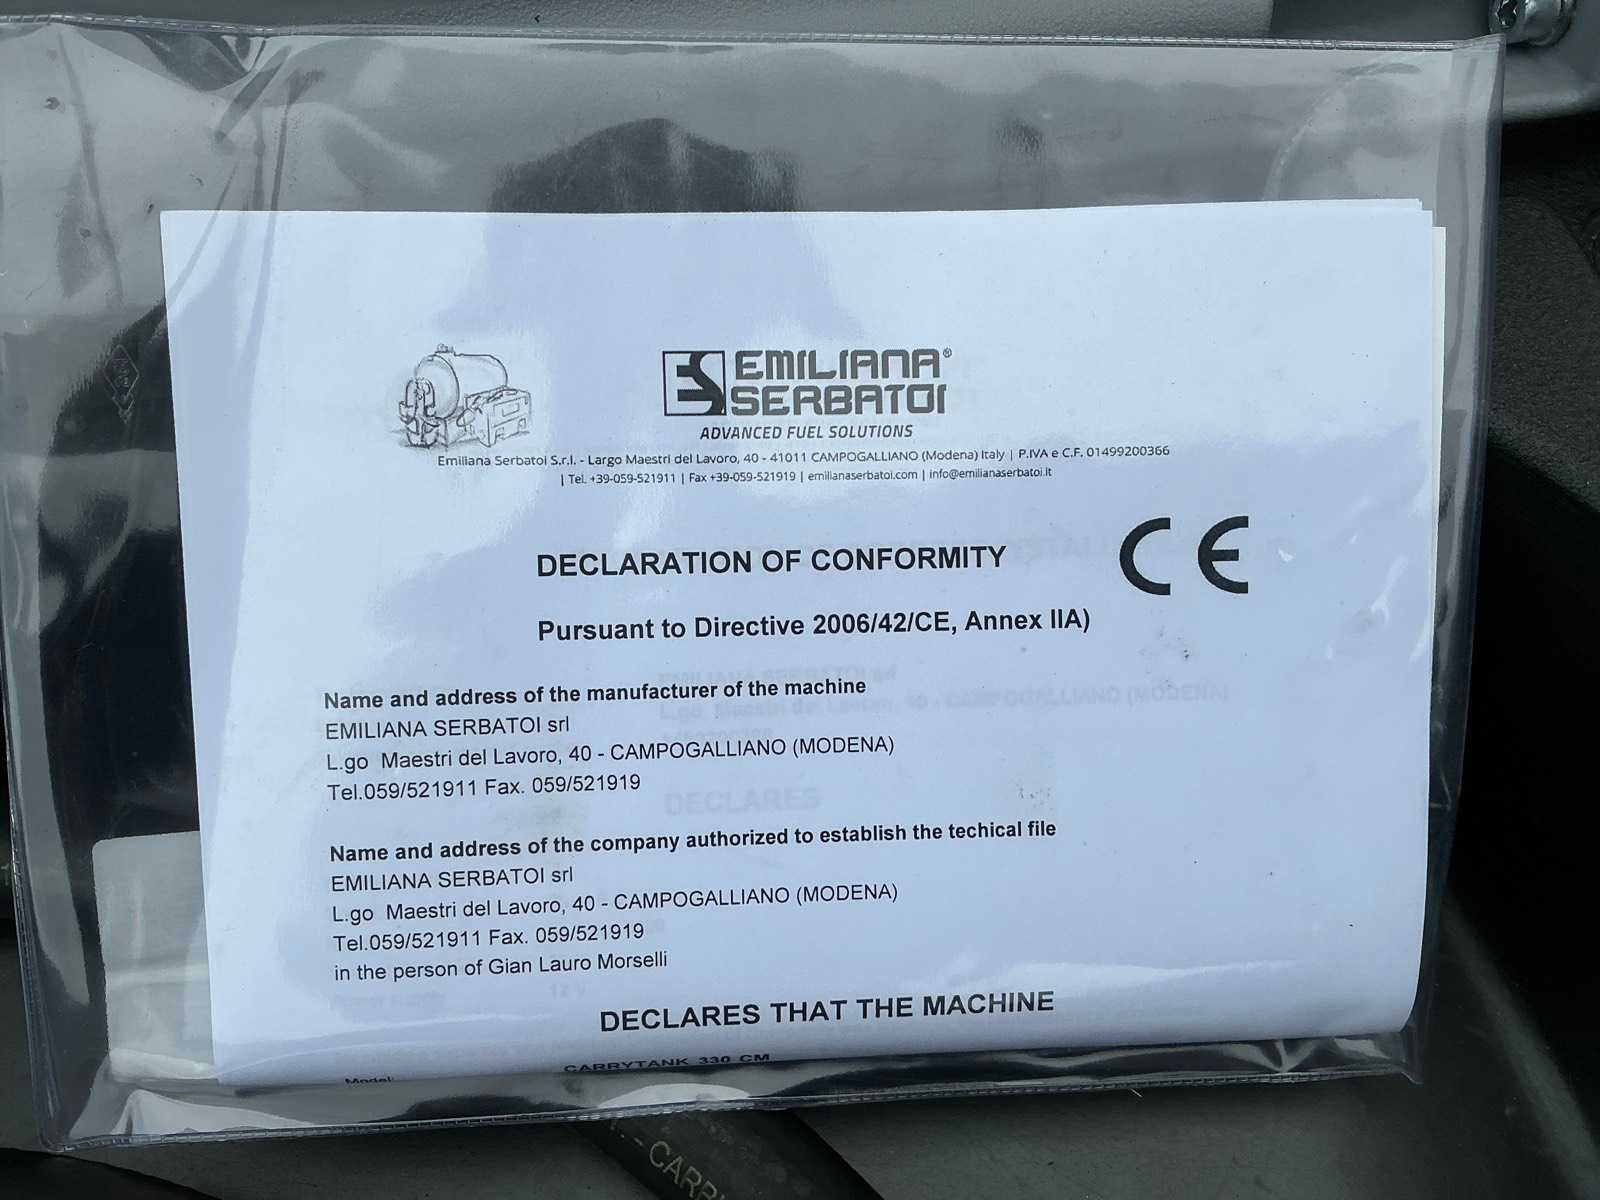 EMILIANA®
SERBATOI
ADVANCED FUEL SOLUTIONS
Emiliana Serbatoi S.r.l. - Largo Maestri del Lavoro, 40 - 41011 CAMPOGALLIANO (Modena) Italy | P.IVA e C.F. 01499200366
| Tel. +39-059-521911 | Fax +39-059-521919 | emilianaserbatoi.com | info@emilianaserbatoi.it
CE
DECLARATION OF CONFORMITY
Pursuant to Directive 2006/42/CE, Annex IIA)
Name and address of the manufacturer of the machine
EMILIANA SERBATOI srl
L.go Maestri del Lavoro, 40 - CAMPOGALLIANO (MODENA)
Tel.059/521911 Fax. 059/521919
Name and address of the company authorized to establish the techical file
EMILIANA SERBATOI srl
L.go Maestri del Lavoro, 40 - CAMPOGALLIANO (MODENA)
Tel.059/521911 Fax. 059/521919
in the person of Gian Lauro Morselli
DECLARES THAT THE MACHINE
Model: CARRYTANK 330 CM